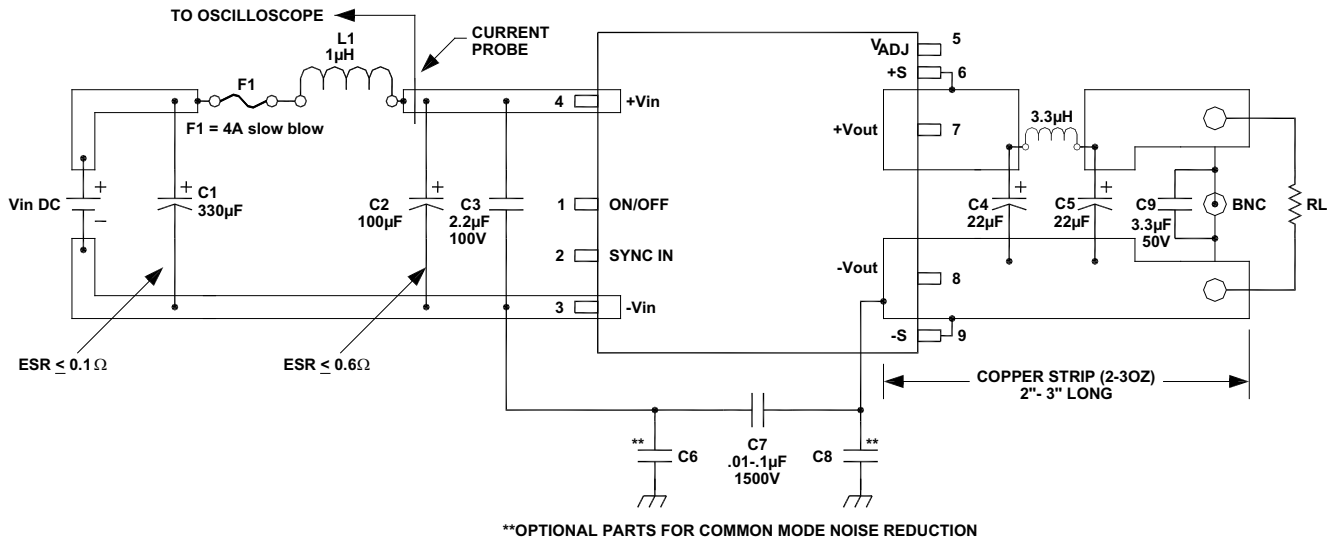 TO OSCILLOSCOPE
CURRENT
PROBE
L1
1µH
F1
F1 = 4A slow blow
Vin DC
+
–
+
C1
330µF
+
C2
100µF
C3
2.2µF
100V
ESR ≤ 0.1Ω
ESR ≤ 0.6Ω
4
+Vin
1
ON/OFF
2
SYNC IN
3
-Vin
VADJ
5
+S
6
+Vout
7
-Vout
8
-S
9
3.3µH
+
C4
22µF
+
C5
22µF
C9
3.3µF
50V
BNC
RL
COPPER STRIP (2-3OZ)
2"- 3" LONG
**
C6
C7
.01-.1µF
1500V
C8
**
**OPTIONAL PARTS FOR COMMON MODE NOISE REDUCTION